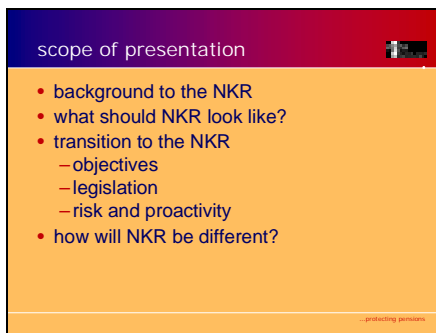 scope of presentation
• background to the NKR
• what should NKR look like?
• transition to the NKR
– objectives
– legislation
– risk and proactivity
• how will NKR be different?
...protecting pensions